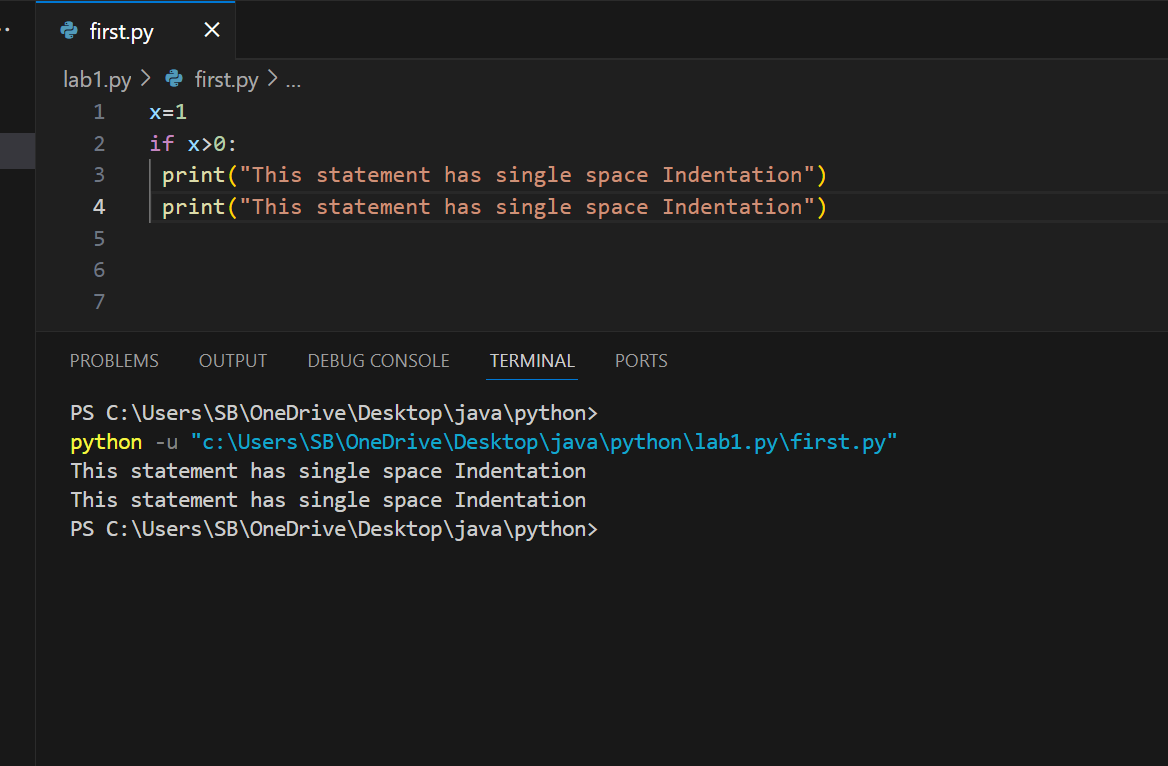 ··
first.py ×
lab1.py > first.py > ...
1 x=1
2 if x>0:
3  print("This statement has single space Indentation")
4  print("This statement has single space Indentation")
5
6
7
PROBLEMS OUTPUT DEBUG CONSOLE TERMINAL PORTS
PS C:\Users\SB\OneDrive\Desktop\java\python>
python -u "c:\Users\SB\OneDrive\Desktop\java\python\lab1.py\first.py"
This statement has single space Indentation
This statement has single space Indentation
PS C:\Users\SB\OneDrive\Desktop\java\python>